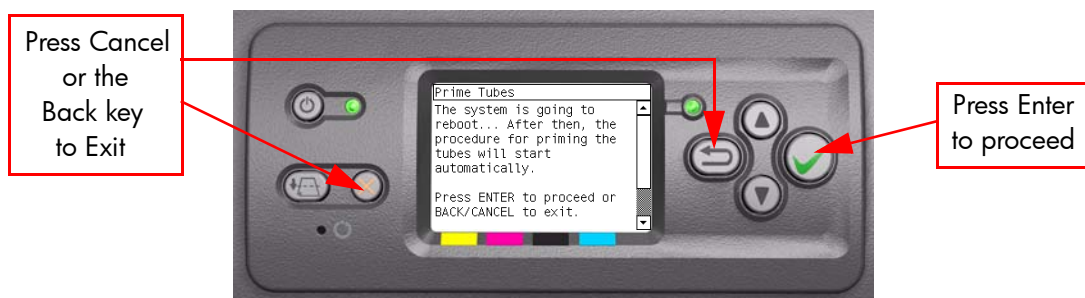 Press Cancel
or the
Back key
to Exit
Prime Tubes
The system is going to
reboot... After then, the
procedure for priming the
tubes will start
automatically.
Press ENTER to proceed or
BACK/CANCEL to exit.
Press Enter
to proceed